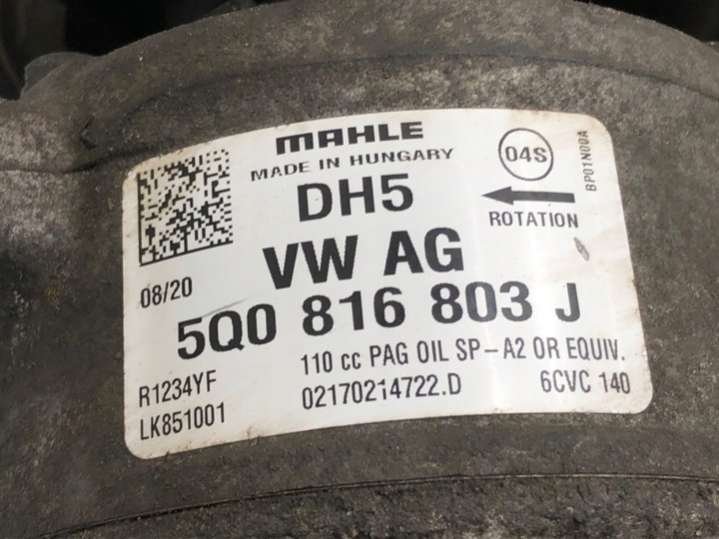 MAHLE
MADE IN HUNGARY
04S
BP01N00A
DH5
ROTATION
VW AG
08/20
5Q0 816 803 J
110 cc PAG OIL SP-A2 OR EQUIV.
R1234YF
02170214722.D
6CVC 140
LK851001